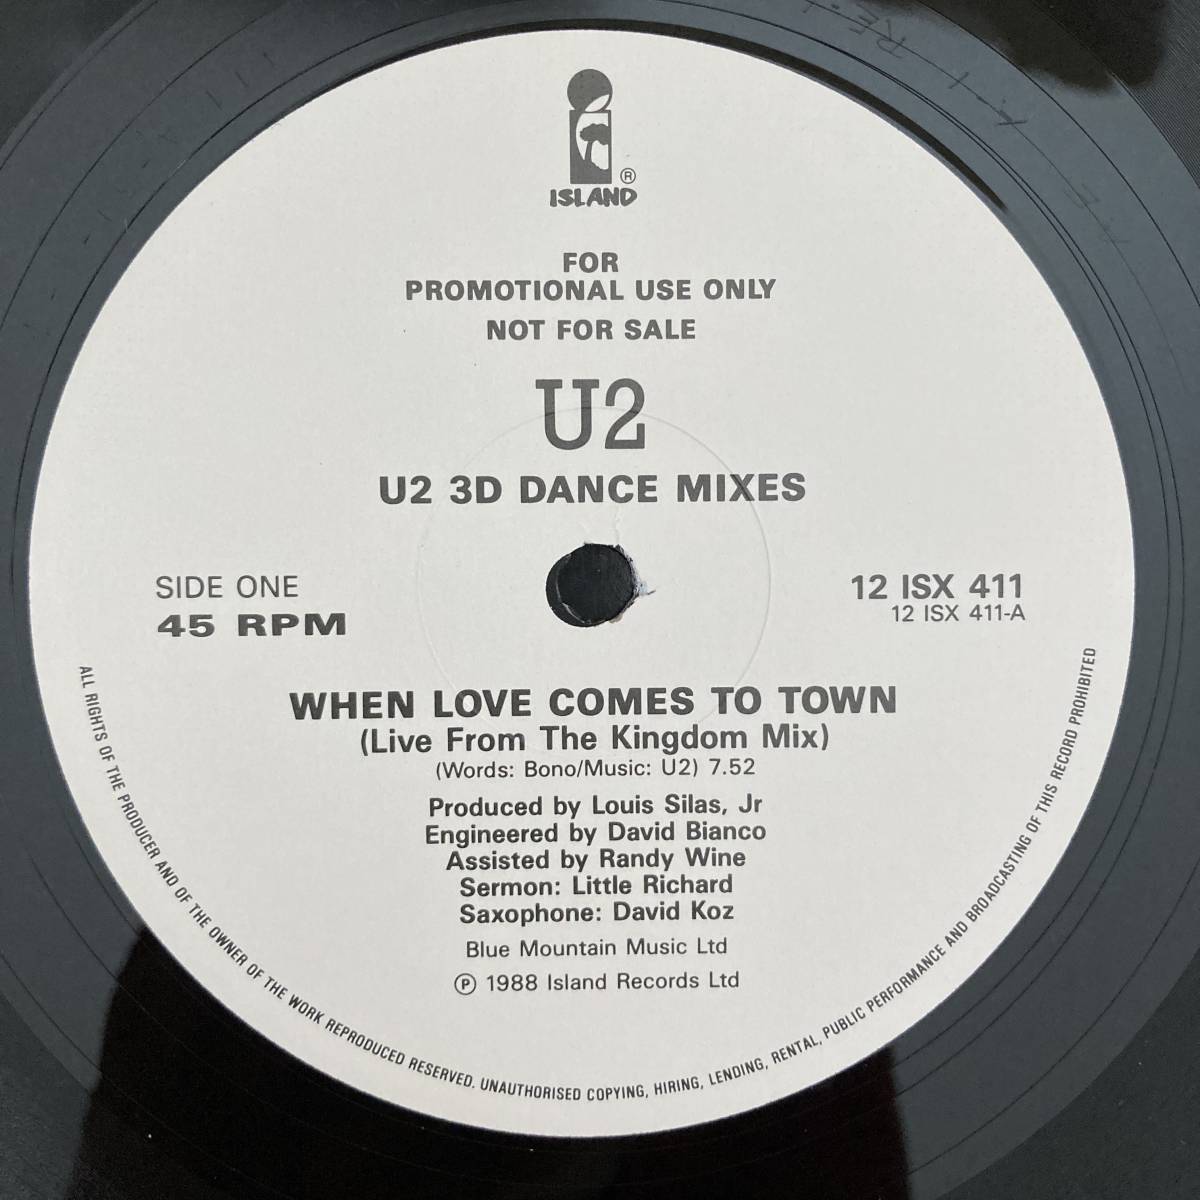 ®
ISLAND
FOR
PROMOTIONAL USE ONLY
NOT FOR SALE
U2
U2 3D DANCE MIXES
SIDE ONE
45 RPM
12 ISX 411
12 ISX 411-A
WHEN LOVE COMES TO TOWN
(Live From The Kingdom Mix)
(Words: Bono/Music: U2) 7.52
Produced by Louis Silas, Jr
Engineered by David Bianco
Assisted by Randy Wine
Sermon: Little Richard
Saxophone: David Koz
Blue Mountain Music Ltd
℗ 1988 Island Records Ltd
ALL RIGHTS OF THE PRODUCER AND OF THE OWNER OF THE WORK REPRODUCED RESERVED. UNAUTHORISED COPYING, HIRING, LENDING, RENTAL, PUBLIC PERFORMANCE AND BROADCASTING OF THIS RECORD PROHIBITED